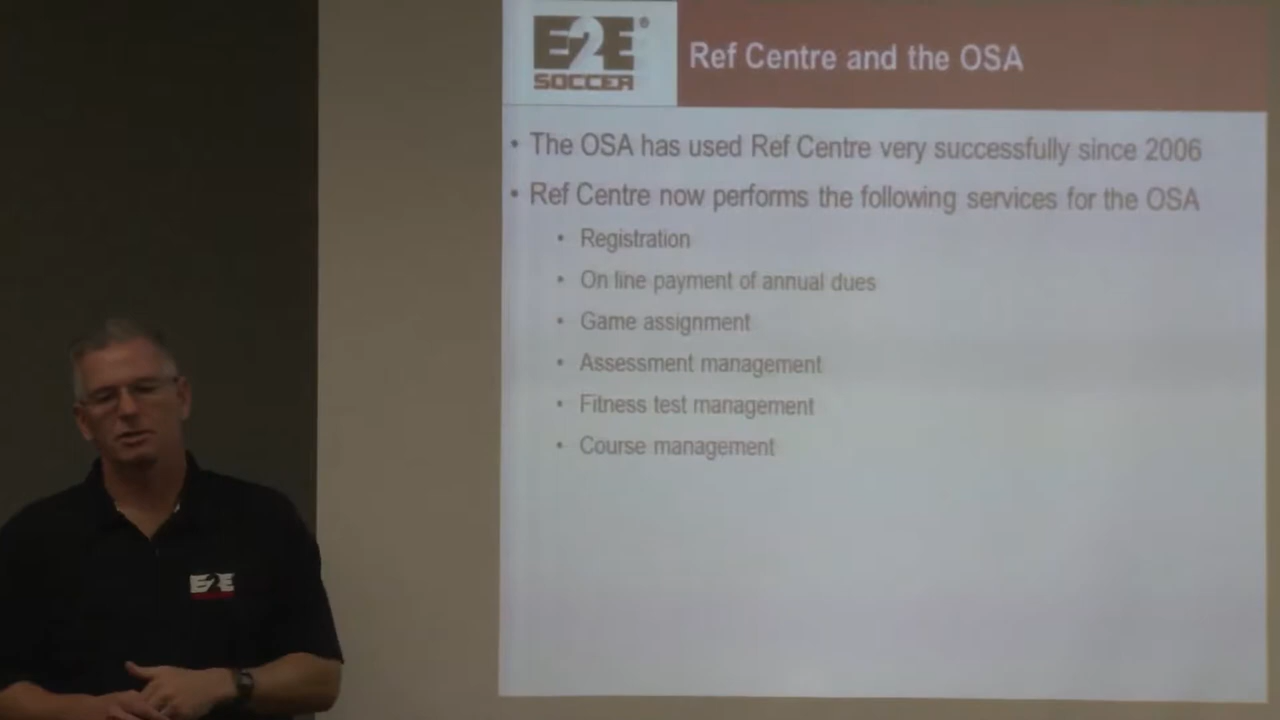 E2E®
SOCCER
Ref Centre and the OSA
• The OSA has used Ref Centre very successfully since 2006
• Ref Centre now performs the following services for the OSA
• Registration
• On line payment of annual dues
• Game assignment
• Assessment management
• Fitness test management
• Course management
E2E